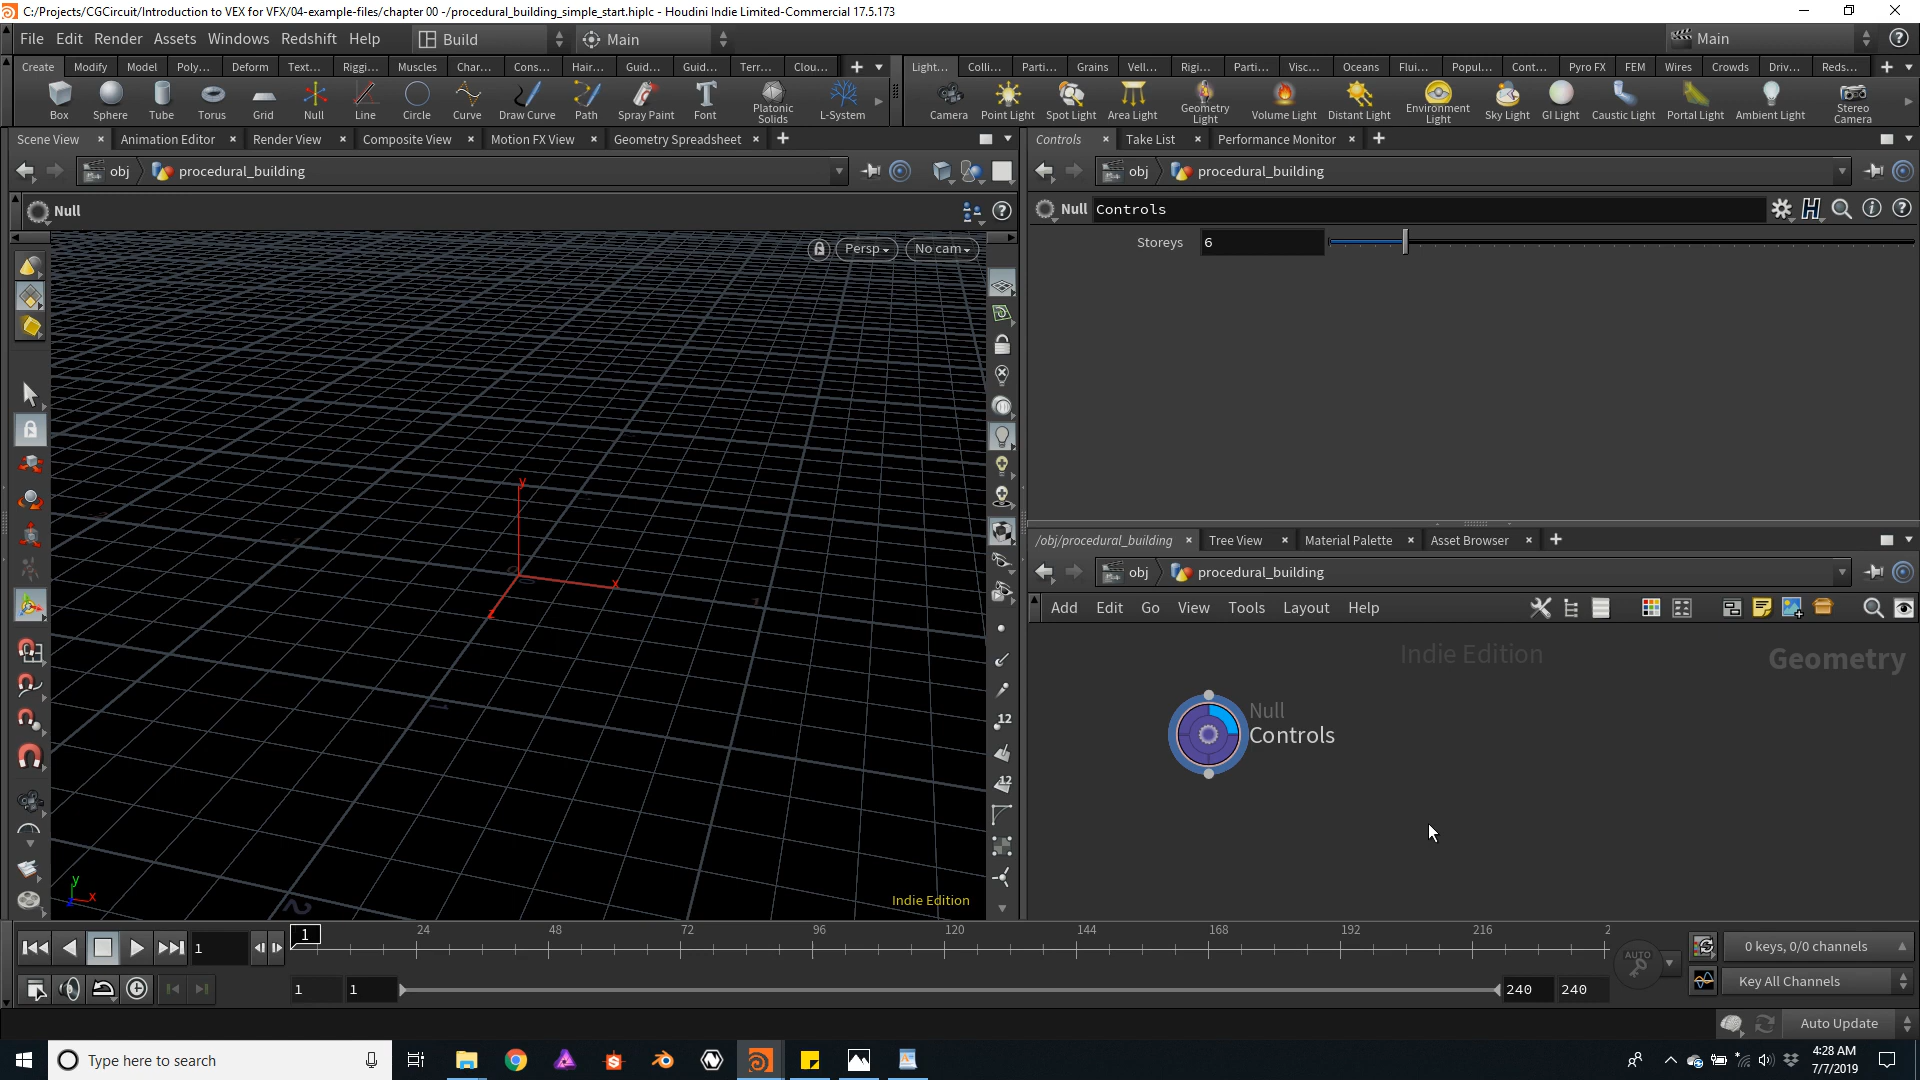 C:/Projects/CGCircuit/Introduction to VEX for VFX/04-example-files/chapter 00 -/procedural_building_simple_start.hiplc - Houdini Indie Limited-Commercial 17.5.173
File Edit Render Assets Windows Redshift Help Build Main Main
Create Modify Model Poly... Deform Text... Riggi... Muscles Char... Cons... Hair... Guid... Guid... Terr... Clou...
Light... Colli... Parti... Grains Vell... Rigi... Parti... Visc... Oceans Flui... Popul... Cont... Pyro FX FEM Wires Crowds Driv... Reds...
Box Sphere Tube Torus Grid Null Line Circle Curve Draw Curve Path Spray Paint Font Platonic Solids L-System
Camera Point Light Spot Light Area Light Geometry Light Volume Light Distant Light Environment Light Sky Light GI Light Caustic Light Portal Light Ambient Light Stereo Camera
Scene View Animation Editor Render View Composite View Motion FX View Geometry Spreadsheet
Controls Take List Performance Monitor
obj procedural_building
obj procedural_building
Null
Null Controls
Persp No cam
Storeys 6
y
x
z
12
12
y
x
Indie Edition
/obj/procedural_building Tree View Material Palette Asset Browser
obj procedural_building
Add Edit Go View Tools Layout Help
Indie Edition
Geometry
Null
Controls
1 1 24 48 72 96 120 144 168 192 216 2
AUTO
0 keys, 0/0 channels
1 1 240 240
Key All Channels
Auto Update
Type here to search
4:28 AM
7/7/2019